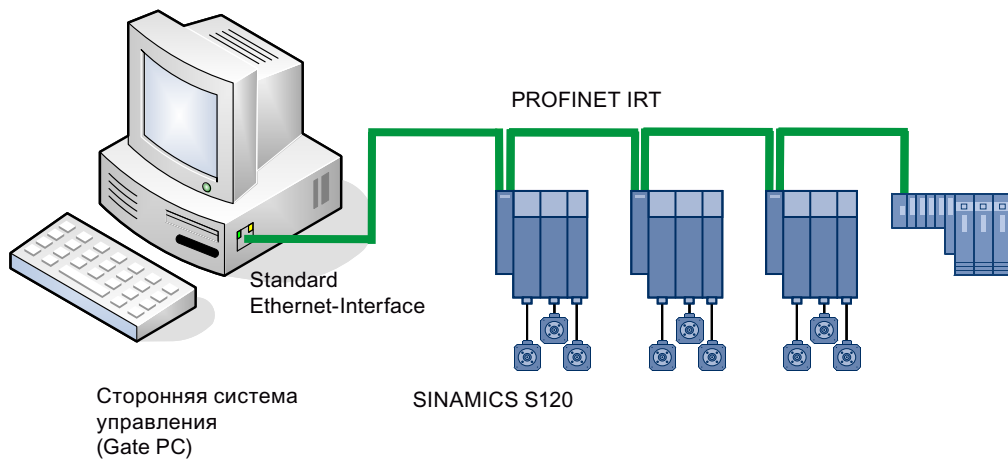 PROFINET IRT
Standard
Ethernet-Interface
Сторонняя система
управления
(Gate PC)
SINAMICS S120